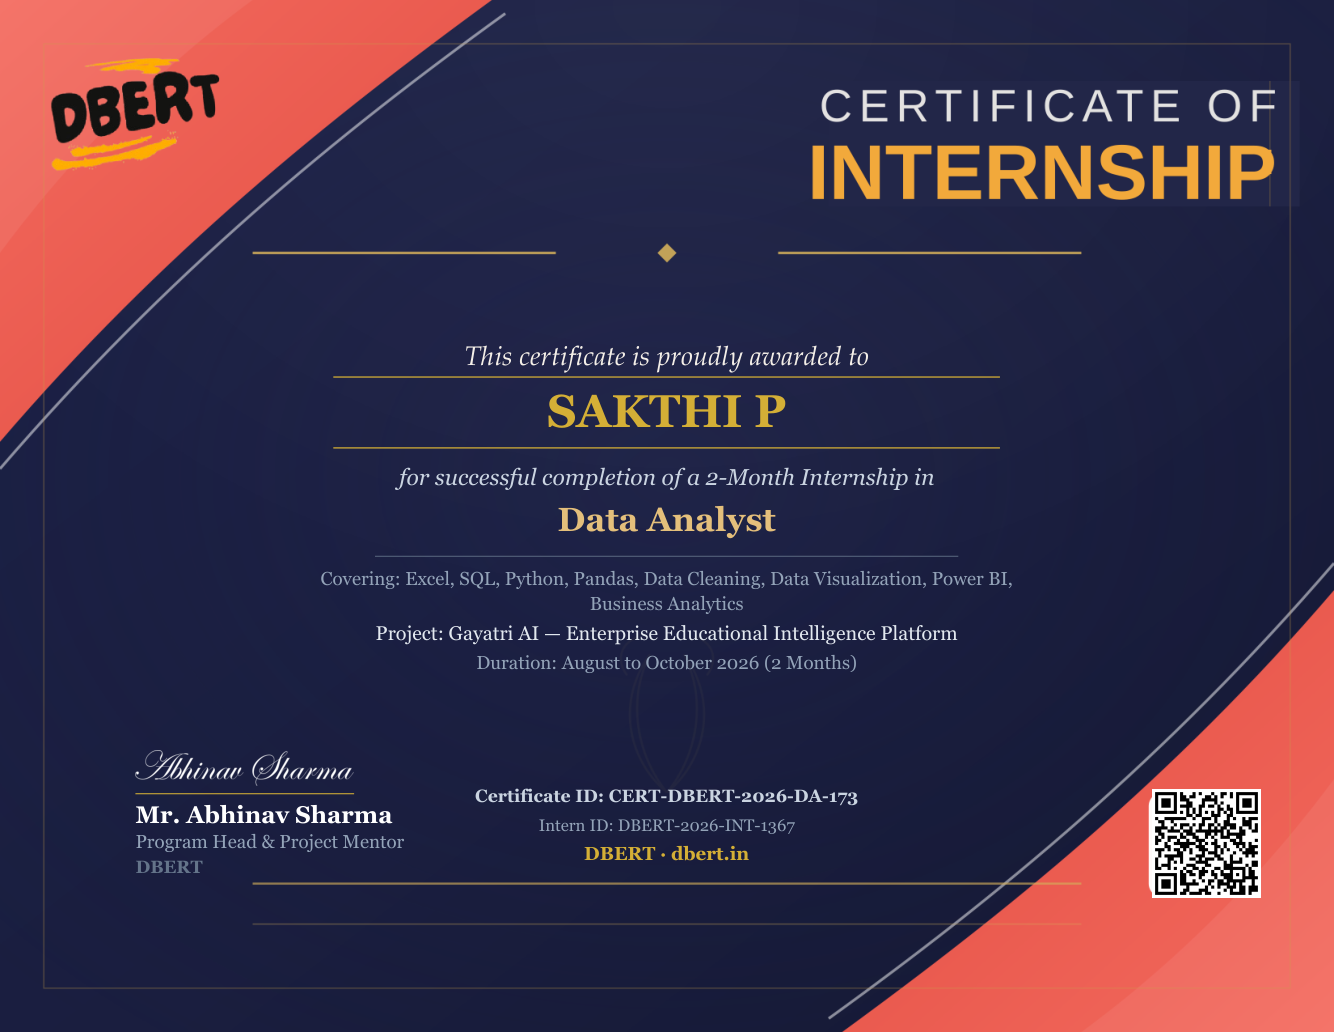 DBERT
CERTIFICATE OF
INTERNSHIP
This certificate is proudly awarded to
SAKTHI P
for successful completion of a 2-Month Internship in
Data Analyst
Covering: Excel, SQL, Python, Pandas, Data Cleaning, Data Visualization, Power BI,
Business Analytics
Project: Gayatri AI — Enterprise Educational Intelligence Platform
Duration: August to October 2026 (2 Months)
Abhinav Sharma
Mr. Abhinav Sharma
Program Head & Project Mentor
DBERT
Certificate ID: CERT-DBERT-2026-DA-173
Intern ID: DBERT-2026-INT-1367
DBERT · dbert.in